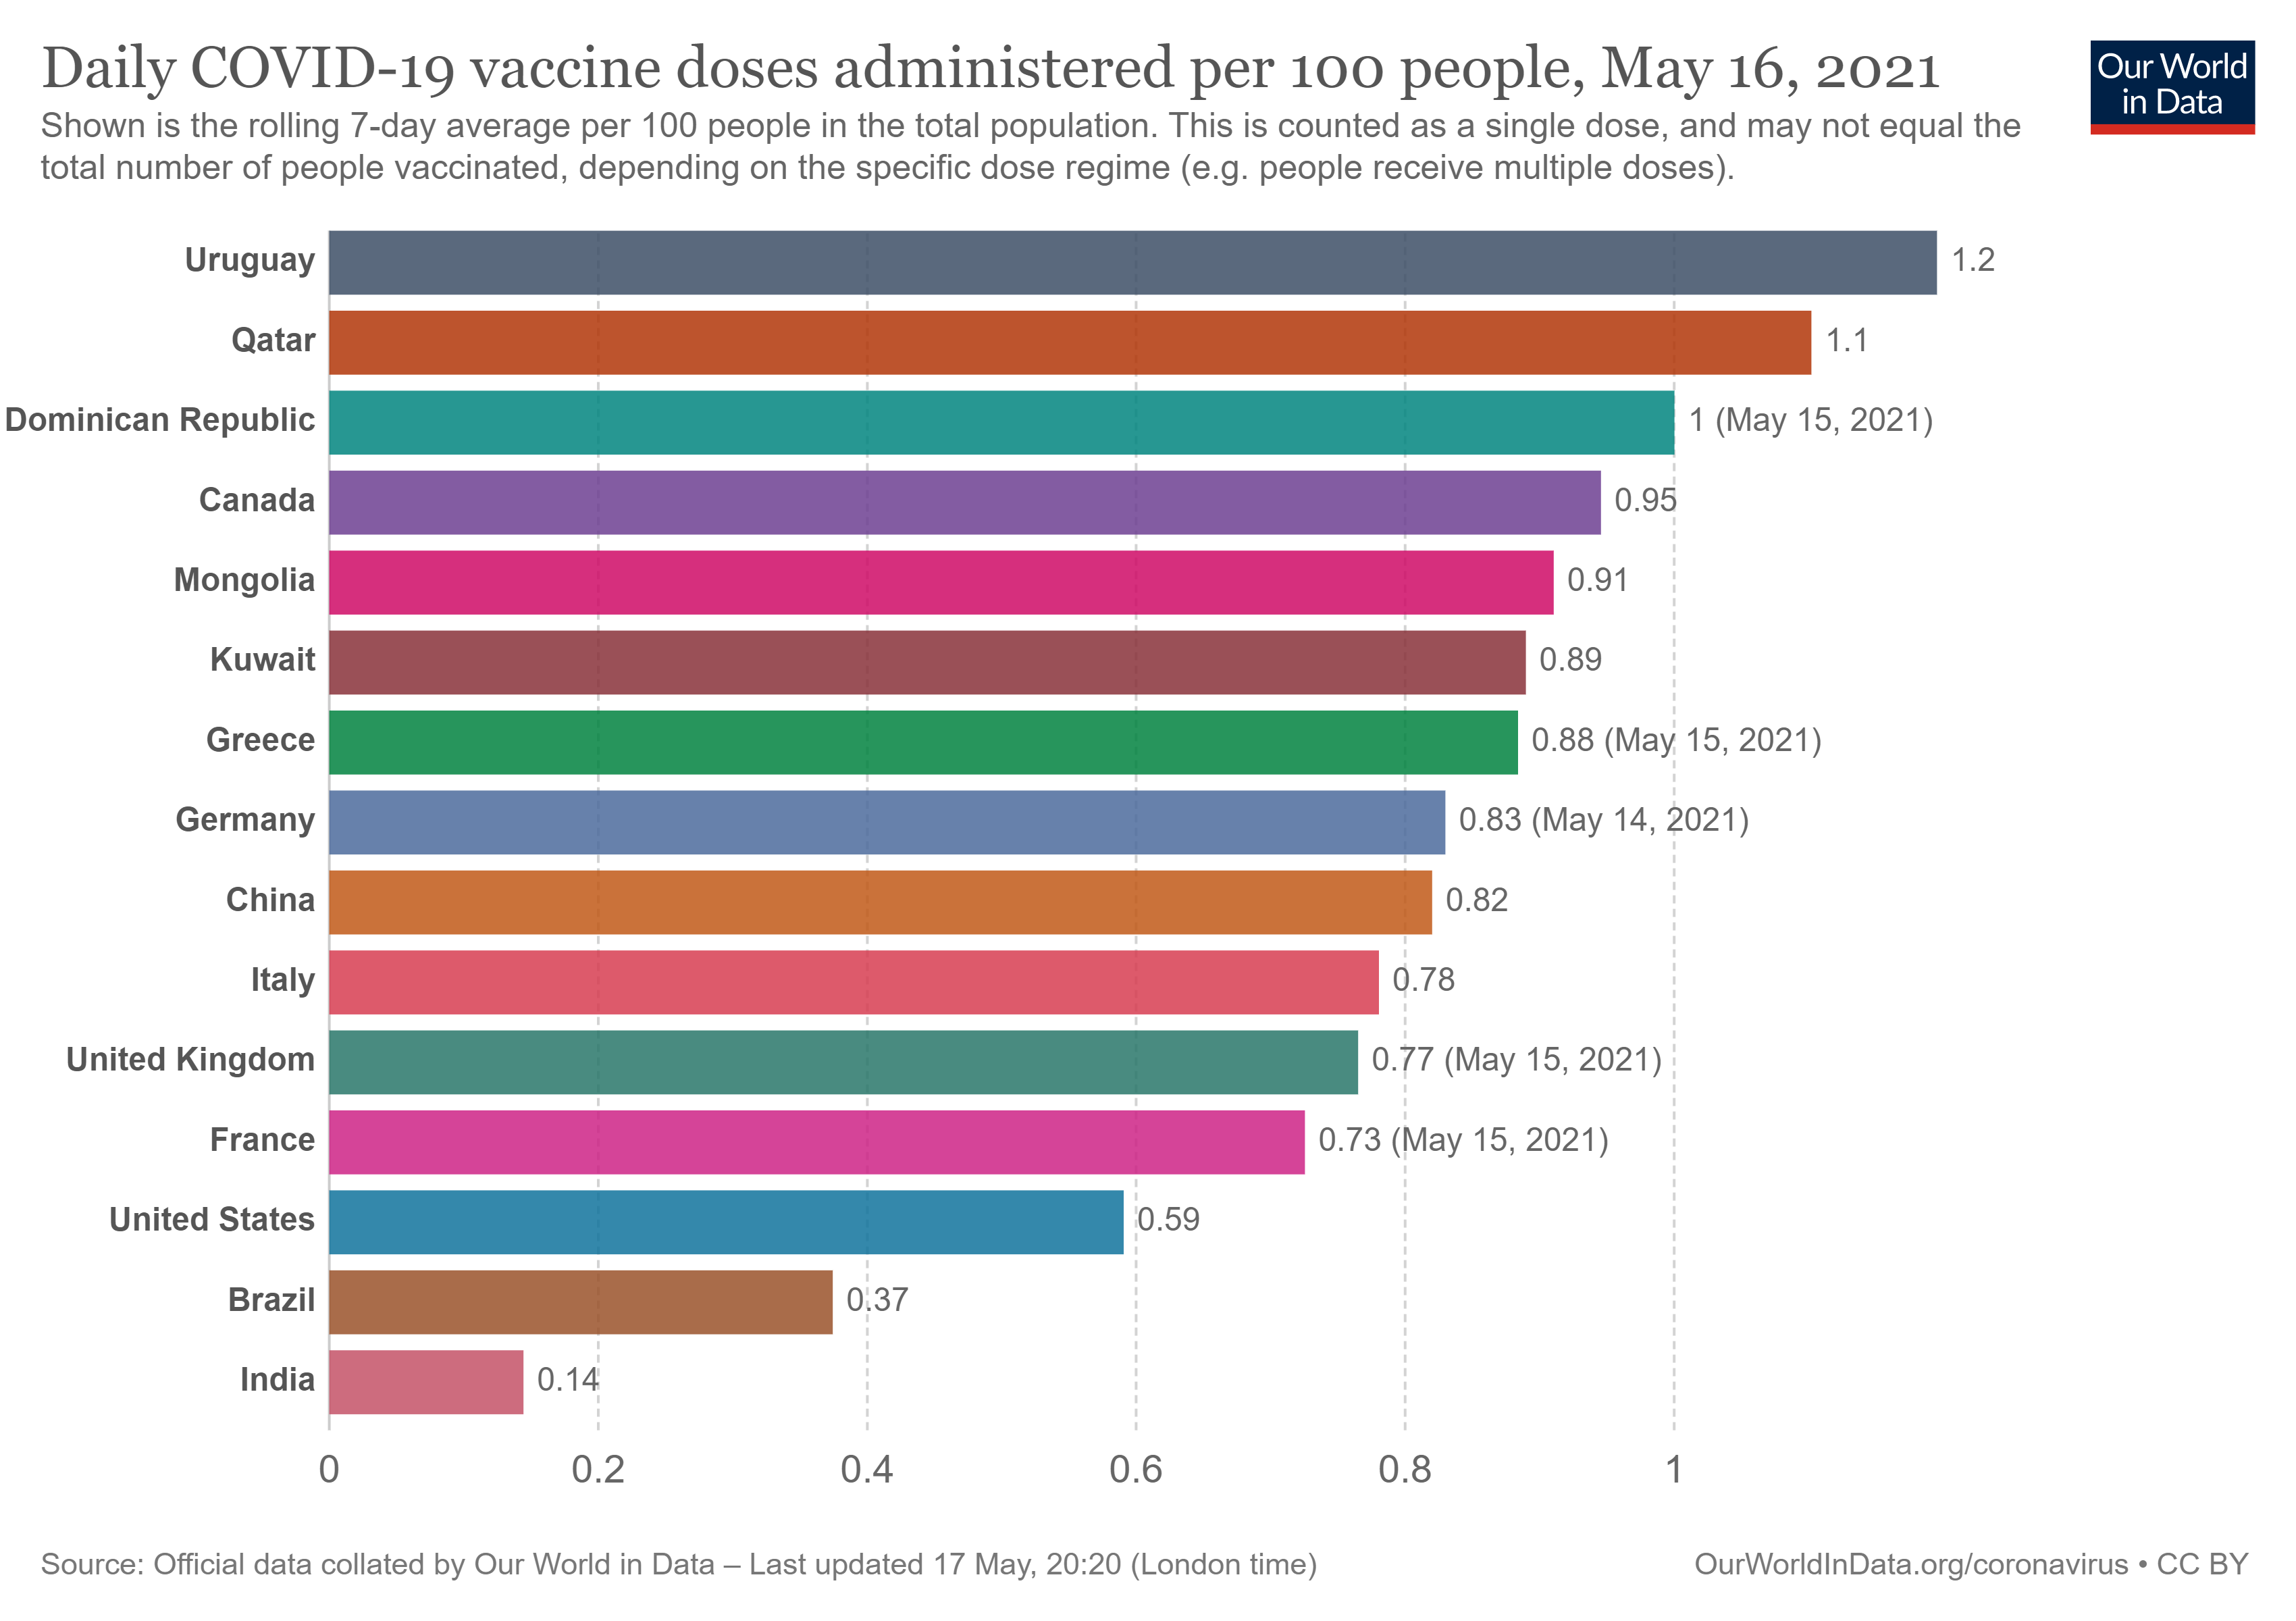 Daily COVID-19 vaccine doses administered per 100 people, May 16, 2021
Our World
in Data
Shown is the rolling 7-day average per 100 people in the total population. This is counted as a single dose, and may not equal the
total number of people vaccinated, depending on the specific dose regime (e.g. people receive multiple doses).
Uruguay 1.2
Qatar 1.1
Dominican Republic 1 (May 15, 2021)
Canada 0.95
Mongolia 0.91
Kuwait 0.89
Greece 0.88 (May 15, 2021)
Germany 0.83 (May 14, 2021)
China 0.82
Italy 0.78
United Kingdom 0.77 (May 15, 2021)
France 0.73 (May 15, 2021)
United States 0.59
Brazil 0.37
India 0.14
0 0.2 0.4 0.6 0.8 1
Source: Official data collated by Our World in Data – Last updated 17 May, 20:20 (London time) OurWorldInData.org/coronavirus • CC BY